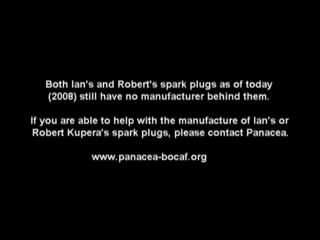 Both Ian's and Robert's spark plugs as of today
(2008) still have no manufacturer behind them.
If you are able to help with the manufacture of Ian's or
Robert Kupera's spark plugs, please contact Panacea.
www.panacea-bocaf.org